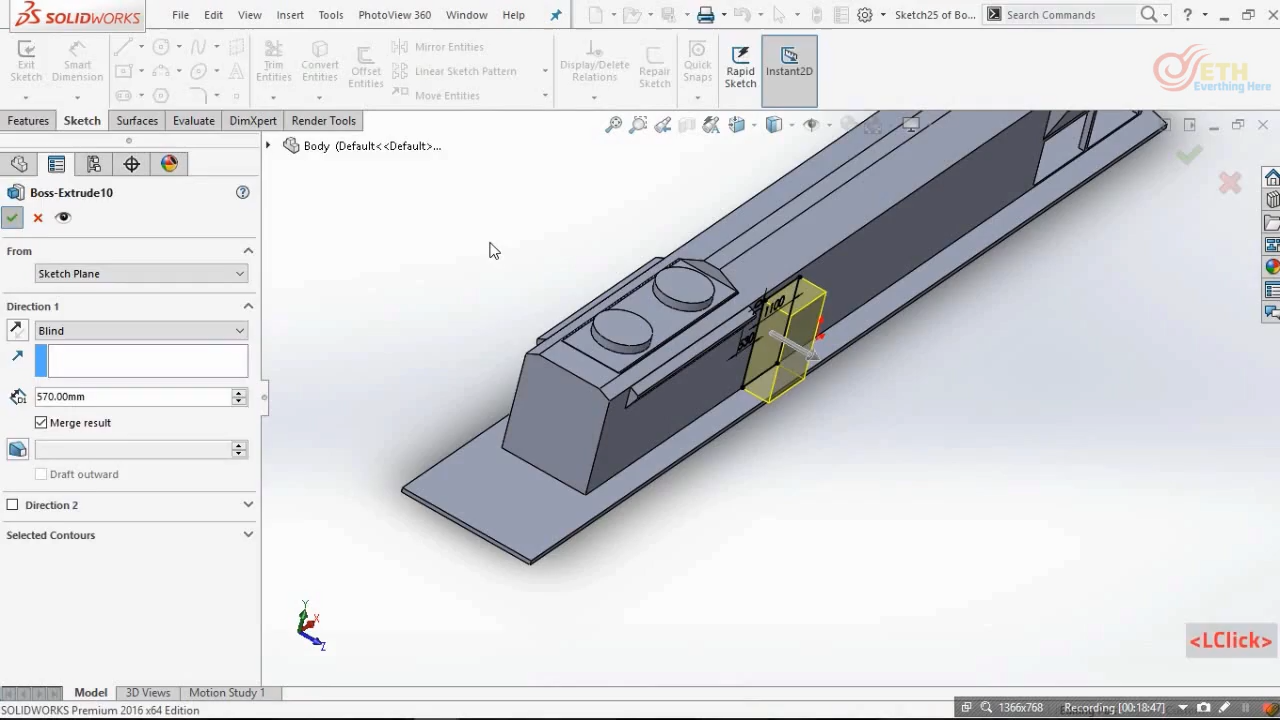 SOLIDWORKS
File Edit View Insert Tools PhotoView 360 Window Help
Sketch25 of Bo...
Search Commands
Exit Sketch
Smart Dimension
Trim Entities
Convert Entities
Offset Entities
Mirror Entities
Linear Sketch Pattern
Move Entities
Display/Delete Relations
Repair Sketch
Quick Snaps
Rapid Sketch
Instant2D
ETH
Everthing Here
Features Sketch Surfaces Evaluate DimXpert Render Tools
Body (Default<<Default>...
Boss-Extrude10
From
Sketch Plane
Direction 1
Blind
570.00mm
Merge result
Draft outward
Direction 2
Selected Contours
1100
Y
X
Z
<LClick>
Model 3D Views Motion Study 1
SOLIDWORKS Premium 2016 x64 Edition
1366x768 Recording [00:18:47]